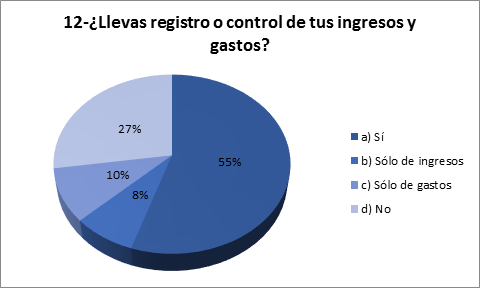 12-¿Llevas registro o control de tus ingresos y
gastos?
27%
55%
10%
8%
a) Sí
b) Sólo de ingresos
c) Sólo de gastos
d) No